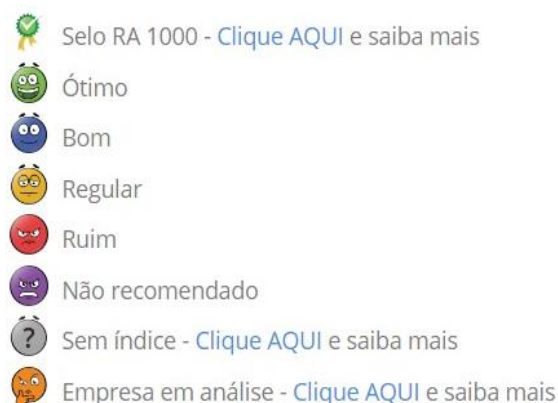 Selo RA 1000 - Clique AQUI e saiba mais
Ótimo
Bom
Regular
Ruim
Não recomendado
? Sem índice - Clique AQUI e saiba mais
Empresa em análise - Clique AQUI e saiba mais